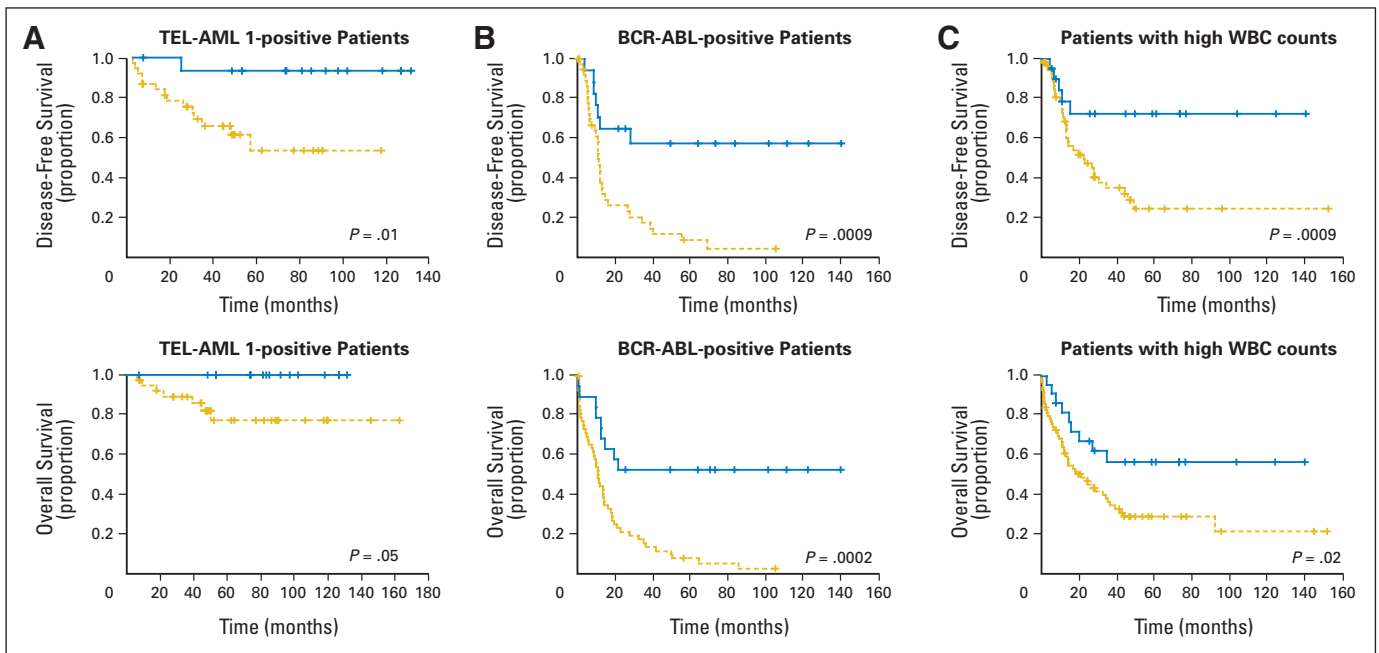 A
TEL-AML 1-positive Patients
Disease-Free Survival
(proportion)
1.0
0.8
0.6
0.4
0.2
P = .01
0 20 40 60 80 100 120 140
Time (months)
B
BCR-ABL-positive Patients
Disease-Free Survival
(proportion)
1.0
0.8
0.6
0.4
0.2
P = .0009
0 20 40 60 80 100 120 140 160
Time (months)
C
Patients with high WBC counts
Disease-Free Survival
(proportion)
1.0
0.8
0.6
0.4
0.2
P = .0009
0 20 40 60 80 100 120 140 160
Time (months)
TEL-AML 1-positive Patients
Overall Survival
(proportion)
1.0
0.8
0.6
0.4
0.2
P = .05
0 20 40 60 80 100 120 140 160 180
Time (months)
BCR-ABL-positive Patients
Overall Survival
(proportion)
1.0
0.8
0.6
0.4
0.2
P = .0002
0 20 40 60 80 100 120 140 160
Time (months)
Patients with high WBC counts
Overall Survival
(proportion)
1.0
0.8
0.6
0.4
0.2
P = .02
0 20 40 60 80 100 120 140 160
Time (months)